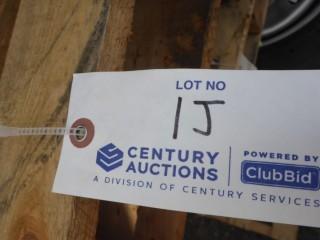 LOT NO
1J
CENTURY
AUCTIONS
POWERED BY
ClubBid
A DIVISION OF CENTURY SERVICES